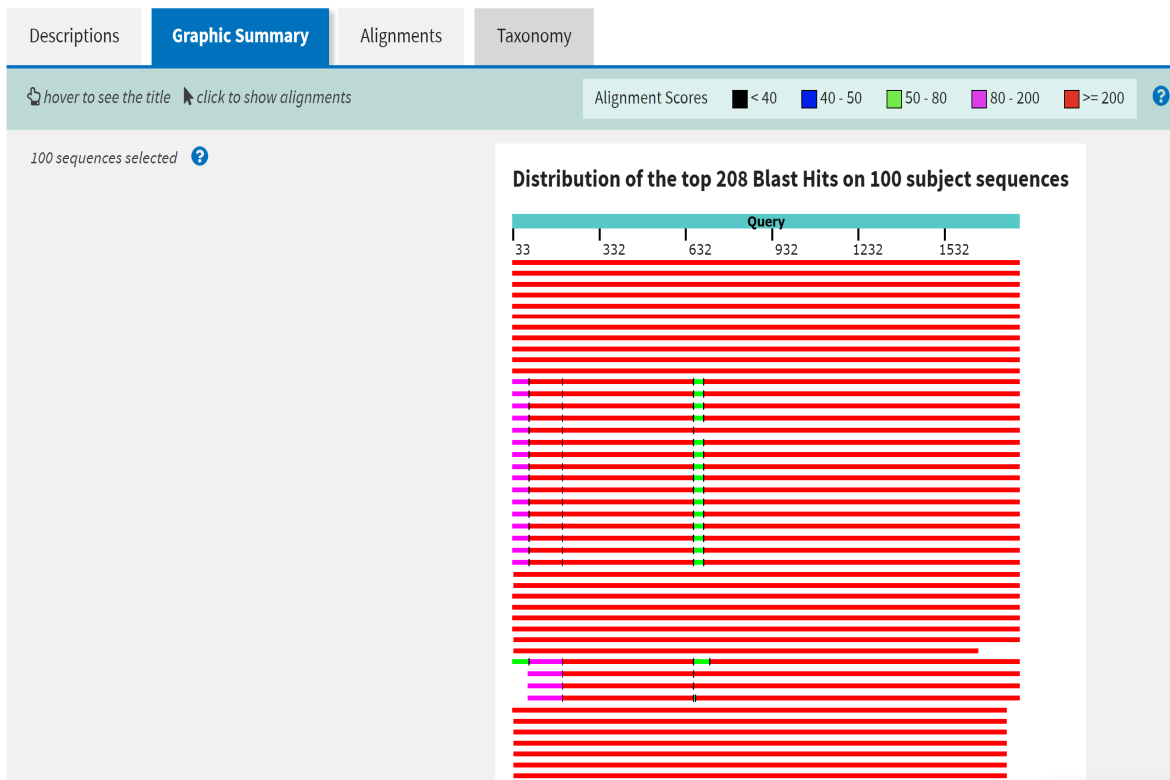 Descriptions Graphic Summary Alignments Taxonomy
hover to see the title click to show alignments Alignment Scores < 40 40 - 50 50 - 80 80 - 200 >= 200 ?
100 sequences selected ?
Distribution of the top 208 Blast Hits on 100 subject sequences
Query
33 332 632 932 1232 1532